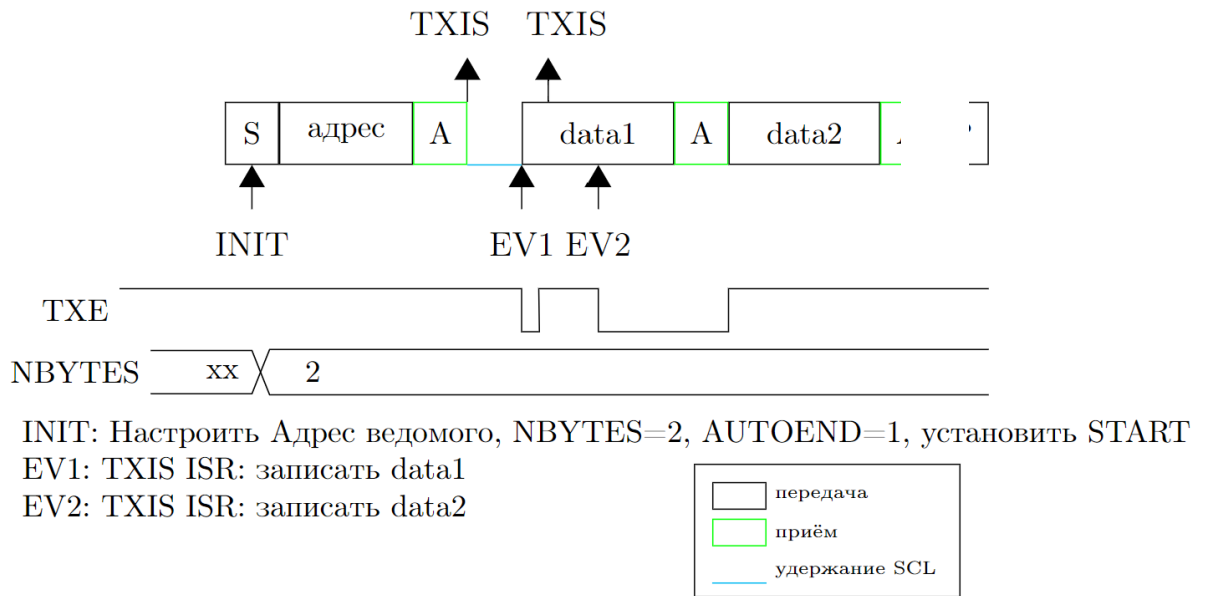 TXIS TXIS
S адрес A data1 A data2
INIT EV1 EV2
TXE
NBYTES xx 2
INIT: Настроить Адрес ведомого, NBYTES=2, AUTOEND=1, установить START
EV1: TXIS ISR: записать data1
EV2: TXIS ISR: записать data2
передача
приём
удержание SCL